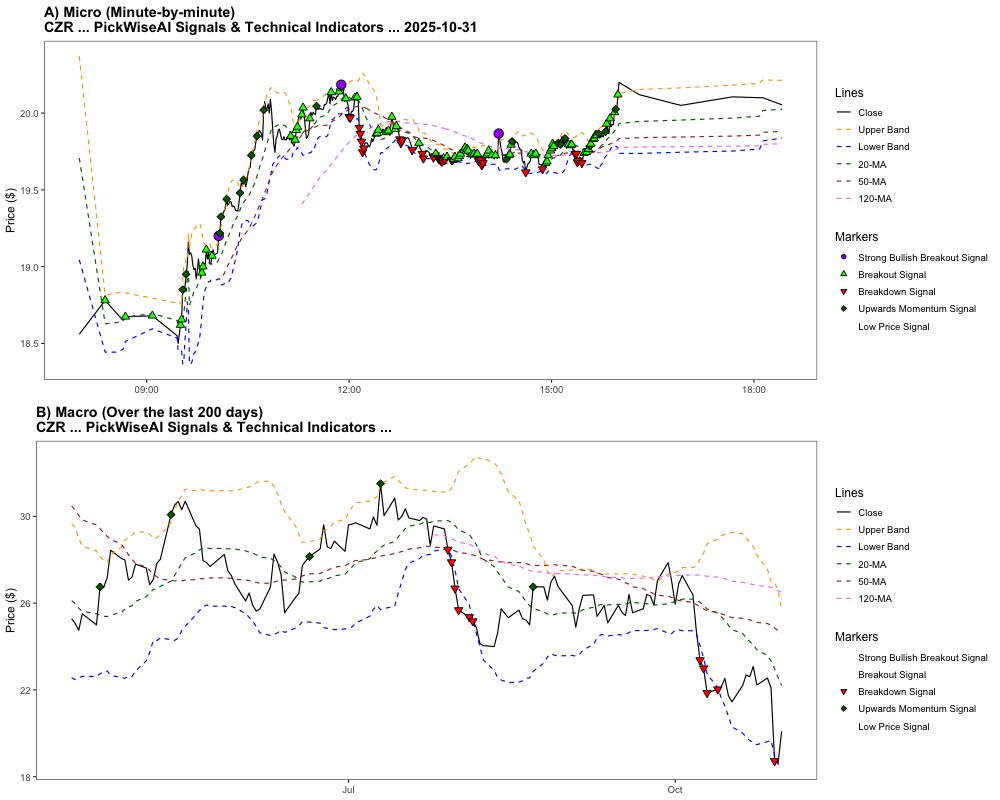 A) Micro (Minute-by-minute)
CZR ... PickWiseAI Signals & Technical Indicators ... 2025-10-31
Price ($)
20.0
19.5
19.0
18.5
09:00
12:00
15:00
18:00
Lines
Close
Upper Band
Lower Band
20-MA
50-MA
120-MA
Markers
Strong Bullish Breakout Signal
Breakout Signal
Breakdown Signal
Upwards Momentum Signal
Low Price Signal
B) Macro (Over the last 200 days)
CZR ... PickWiseAI Signals & Technical Indicators ...
Price ($)
30
26
22
18
Jul
Oct
Lines
Close
Upper Band
Lower Band
20-MA
50-MA
120-MA
Markers
Strong Bullish Breakout Signal
Breakout Signal
Breakdown Signal
Upwards Momentum Signal
Low Price Signal